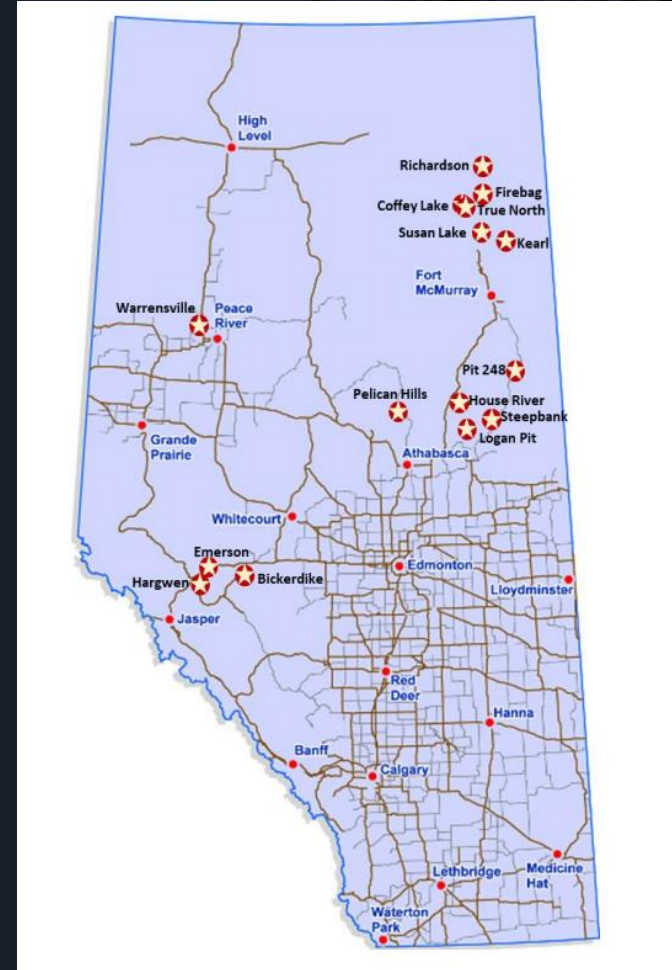 High
Level
Richardson
Firebag
Coffey Lake
True North
Susan Lake
Kearl
Fort
McMurray
Warrensville
Peace
River
Pit 248
Pelican Hills
House River
Steepbank
Logan Pit
Grande
Prairie
Athabasca
Whitecourt
Emerson
Edmonton
Hargwen
Bickerdike
Lloydminster
Jasper
Red
Deer
Hanna
Banff
Calgary
Lethbridge
Medicine
Hat
Waterton
Park